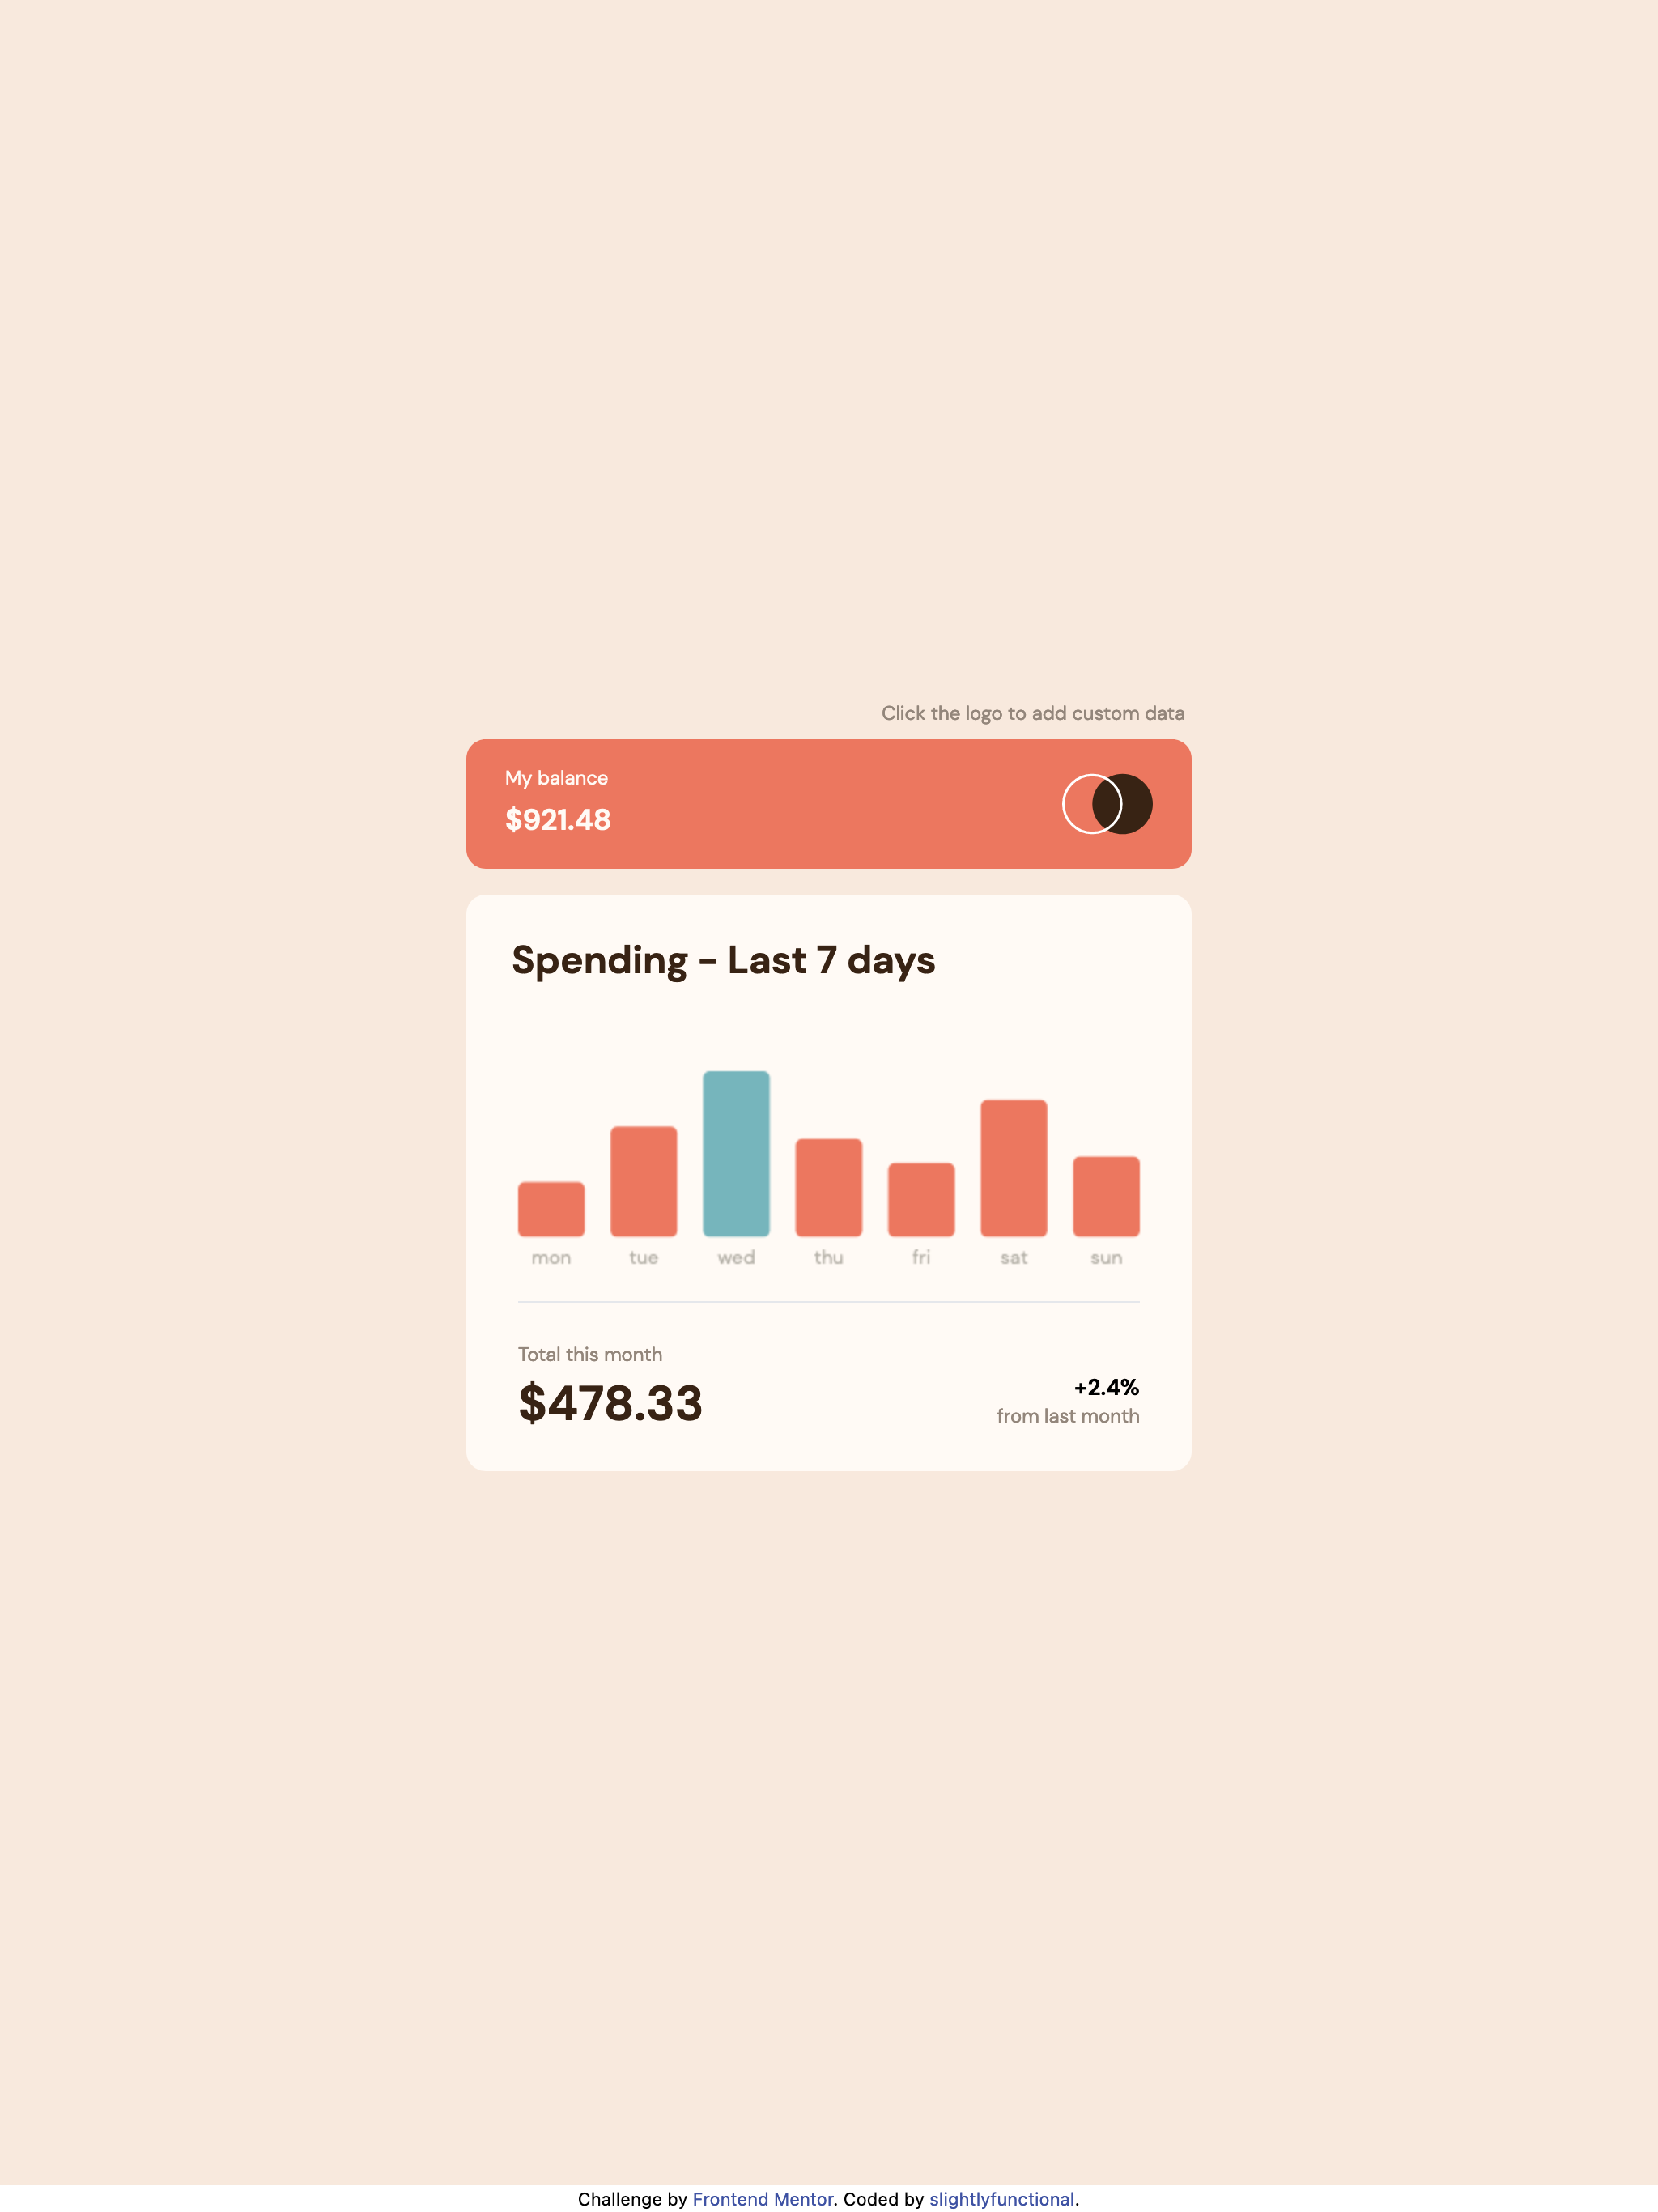 Click the logo to add custom data
My balance
$921.48
Spending - Last 7 days
mon tue wed thu fri sat sun
Total this month
$478.33
+2.4%
from last month
Challenge by Frontend Mentor. Coded by slightlyfunctional.